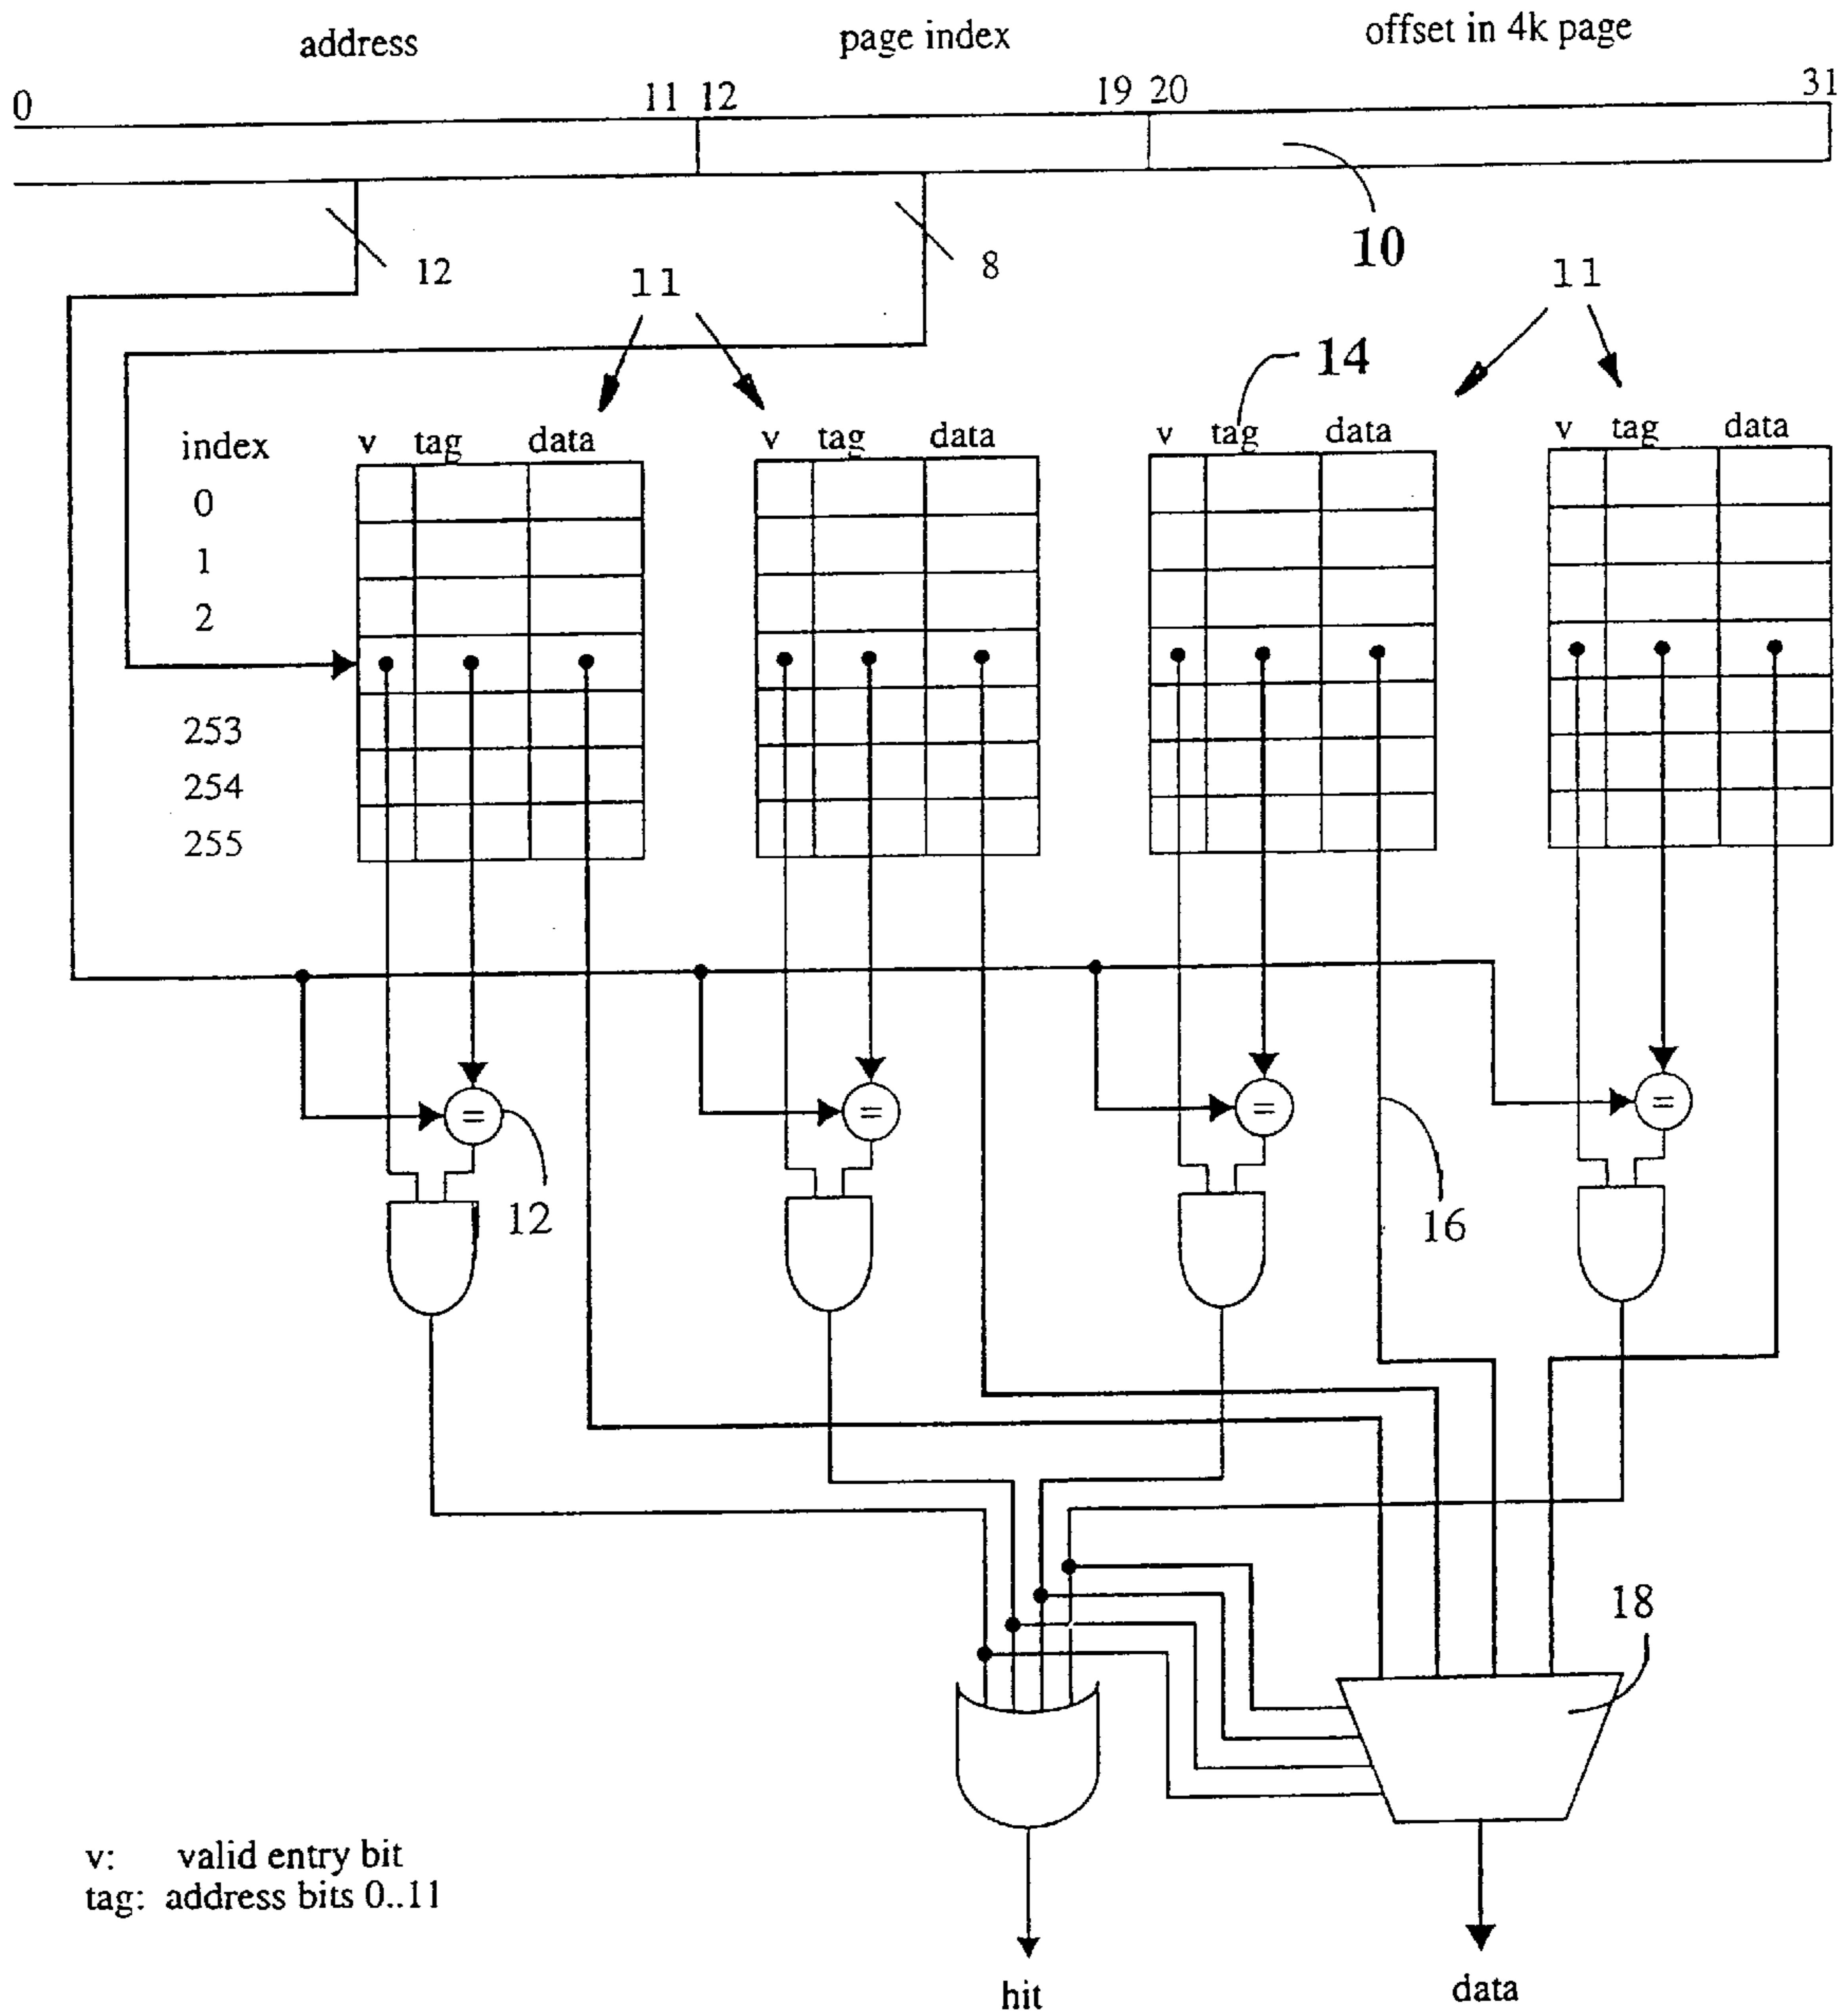 address page index offset in 4k page
0 11 12 19 20 31
12 8 10
11 11
14
index v tag data v tag data v tag data v tag data
0
1
2
253
254
255
= = = =
12 16
18
v: valid entry bit
tag: address bits 0..11
hit data